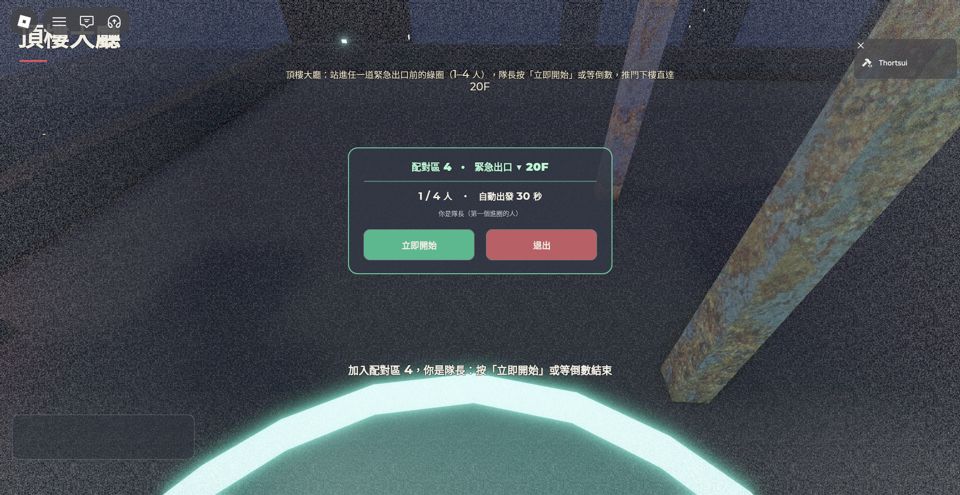 頂樓大廳
Thortsui
頂樓大廳：站進任一道緊急出口前的綠圈（1–4 人），隊長按「立即開始」或等倒數，推門下樓直達
20F
配對區 4 • 緊急出口 ▼ 20F
1 / 4 人 • 自動出發 30 秒
你是隊長（第一個進圈的人）
立即開始
退出
加入配對區 4，你是隊長：按「立即開始」或等倒數結束